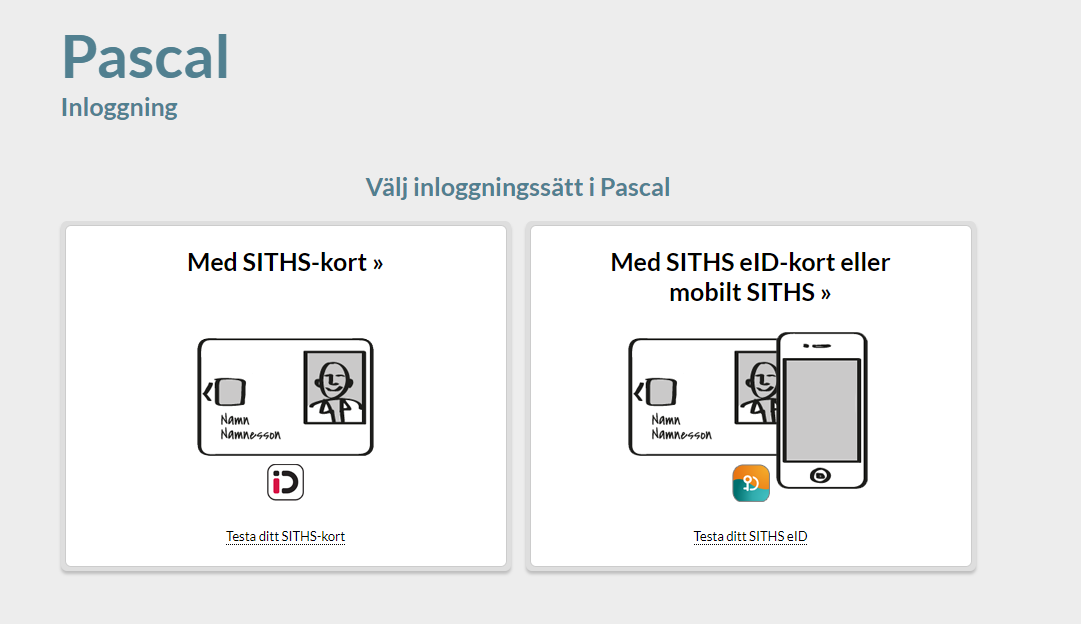 Pascal
Inloggning
Välj inloggningssätt i Pascal
Med SITHS-kort »
Namn
Namnesson
iD
Testa ditt SITHS-kort
Med SITHS eID-kort eller
mobilt SITHS »
Namn
Namnesson
Testa ditt SITHS eID